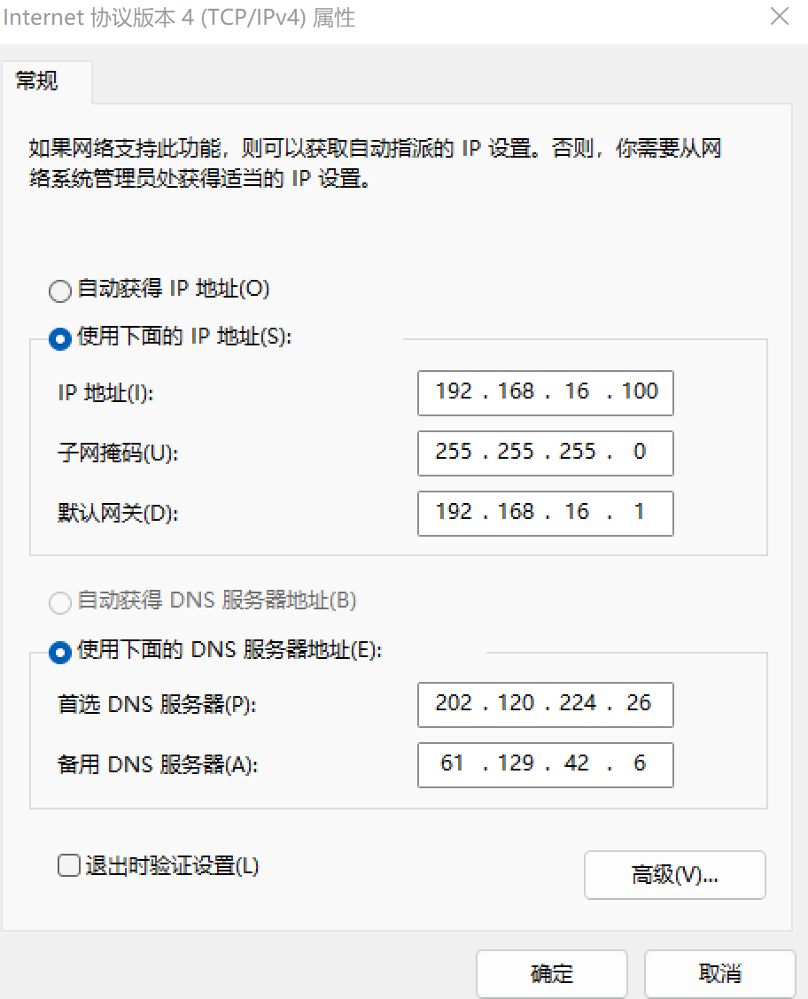 Internet 协议版本 4 (TCP/IPv4) 属性
常规
如果网络支持此功能，则可以获取自动指派的 IP 设置。否则，你需要从网
络系统管理员处获得适当的 IP 设置。
自动获得 IP 地址(O)
使用下面的 IP 地址(S):
IP 地址(I): 192 . 168 . 16 . 100
子网掩码(U): 255 . 255 . 255 . 0
默认网关(D): 192 . 168 . 16 . 1
自动获得 DNS 服务器地址(B)
使用下面的 DNS 服务器地址(E):
首选 DNS 服务器(P): 202 . 120 . 224 . 26
备用 DNS 服务器(A): 61 . 129 . 42 . 6
退出时验证设置(L)
高级(V)...
确定 取消